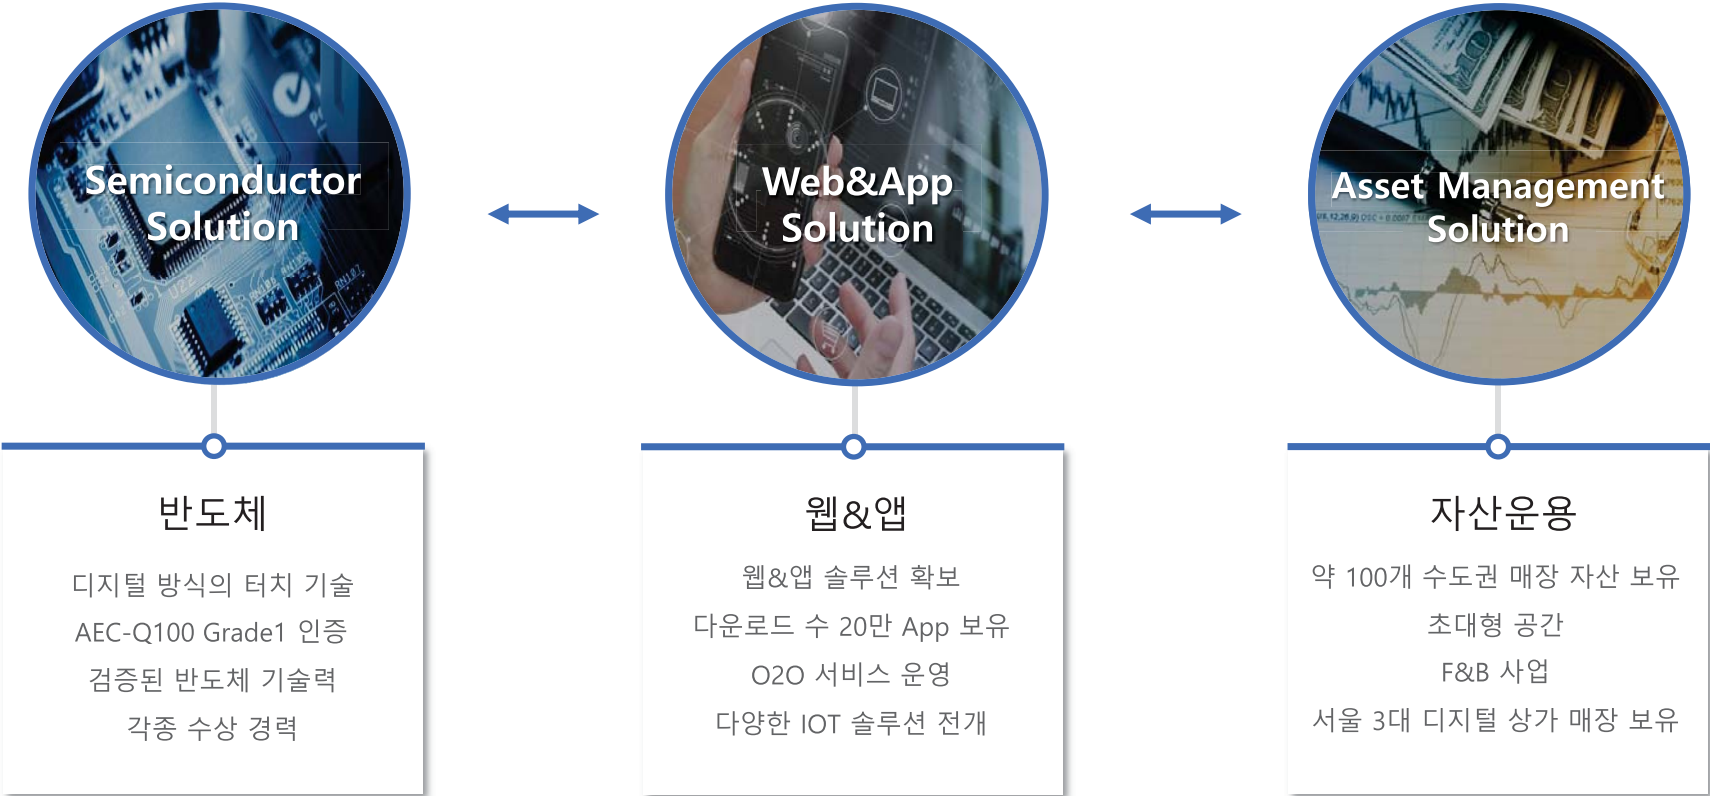 Semiconductor
Solution
Web&App
Solution
Asset Management
Solution
반도체
디지털 방식의 터치 기술
AEC-Q100 Grade1 인증
검증된 반도체 기술력
각종 수상 경력
웹&앱
웹&앱 솔루션 확보
다운로드 수 20만 App 보유
O2O 서비스 운영
다양한 IOT 솔루션 전개
자산운용
약 100개 수도권 매장 자산 보유
초대형 공간
F&B 사업
서울 3대 디지털 상가 매장 보유